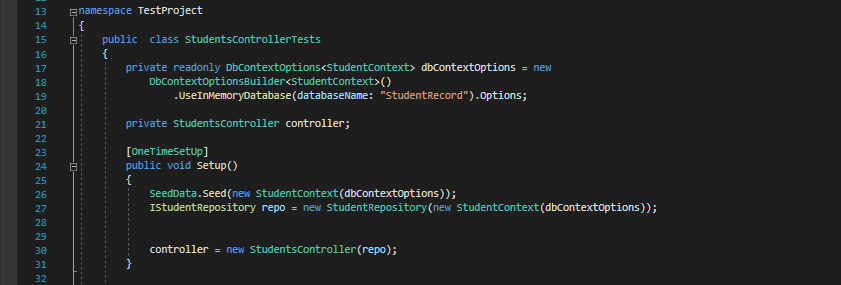 13 namespace TestProject
14 {
15 public  class StudentsControllerTests
16 {
17 private readonly DbContextOptions<StudentContext> dbContextOptions = new
18 DbContextOptionsBuilder<StudentContext>()
19 .UseInMemoryDatabase(databaseName: "StudentRecord").Options;
20
21 private StudentsController controller;
22
23 [OneTimeSetUp]
24 public void Setup()
25 {
26 SeedData.Seed(new StudentContext(dbContextOptions));
27 IStudentRepository repo = new StudentRepository(new StudentContext(dbContextOptions));
28
29
30 controller = new StudentsController(repo);
31 }
32